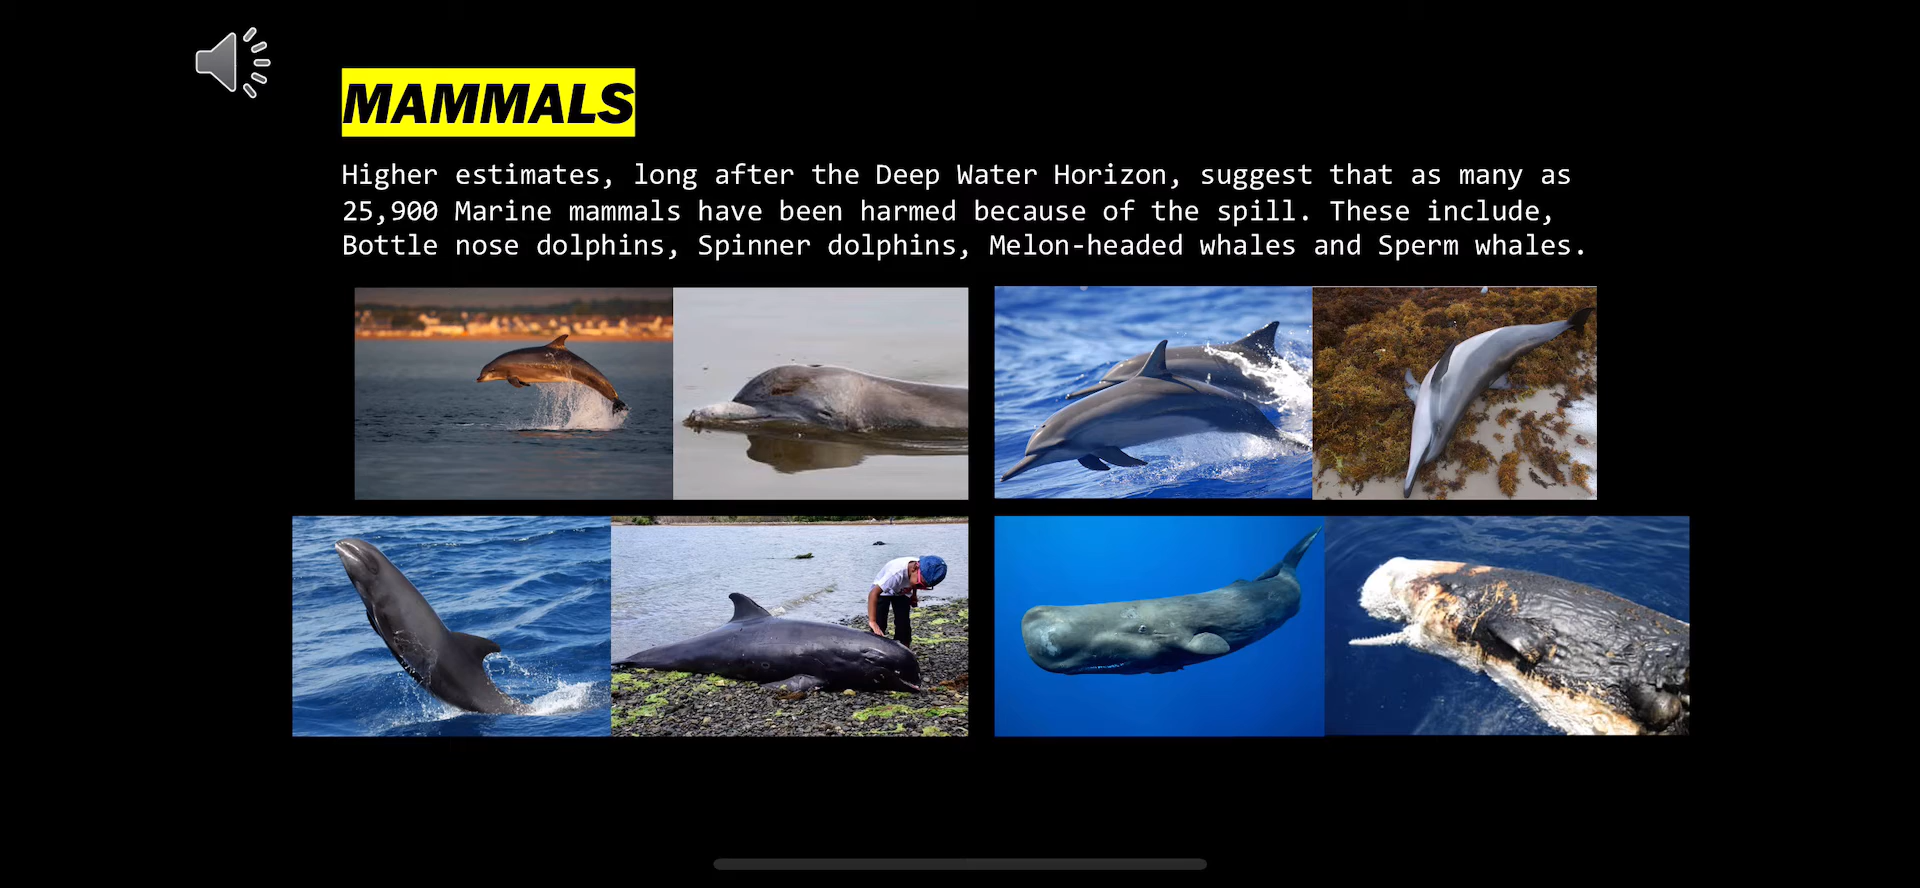 MAMMALS
Higher estimates, long after the Deep Water Horizon, suggest that as many as
25,900 Marine mammals have been harmed because of the spill. These include,
Bottle nose dolphins, Spinner dolphins, Melon-headed whales and Sperm whales.